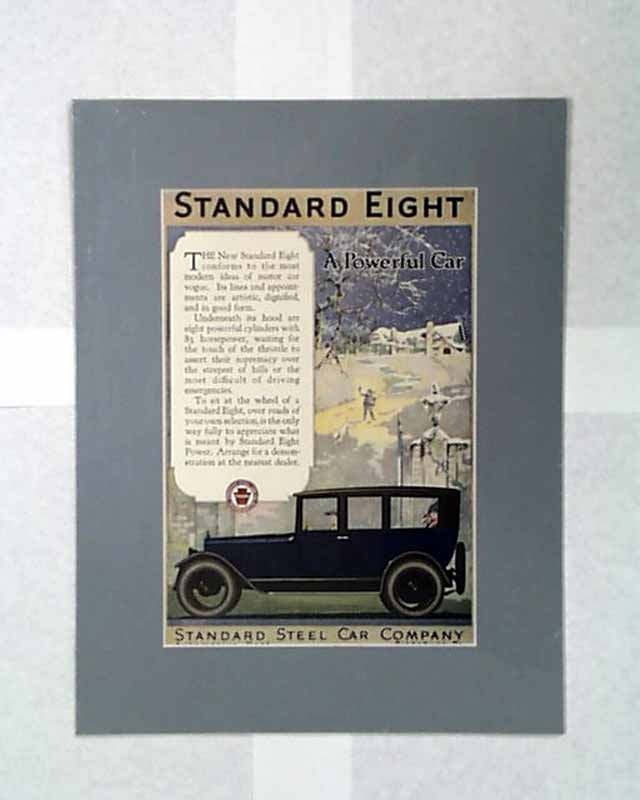 STANDARD EIGHT
A Powerful Car
THE New Standard Eight
conforms to the most
modern ideas of motor car
vogue. Its lines and appoint-
ments are artistic, dignified,
and in good form.
Underneath its hood are
eight powerful cylinders with
83 horsepower, waiting for
the touch of the throttle to
assert their supremacy over
the steepest of hills or the
most difficult of driving
emergencies.
To sit at the wheel of a
Standard Eight, over roads of
your own selection, is the only
way fully to appreciate what
is meant by Standard Eight
Power. Arrange for a demon-
stration at the nearest dealer.
STANDARD STEEL CAR COMPANY